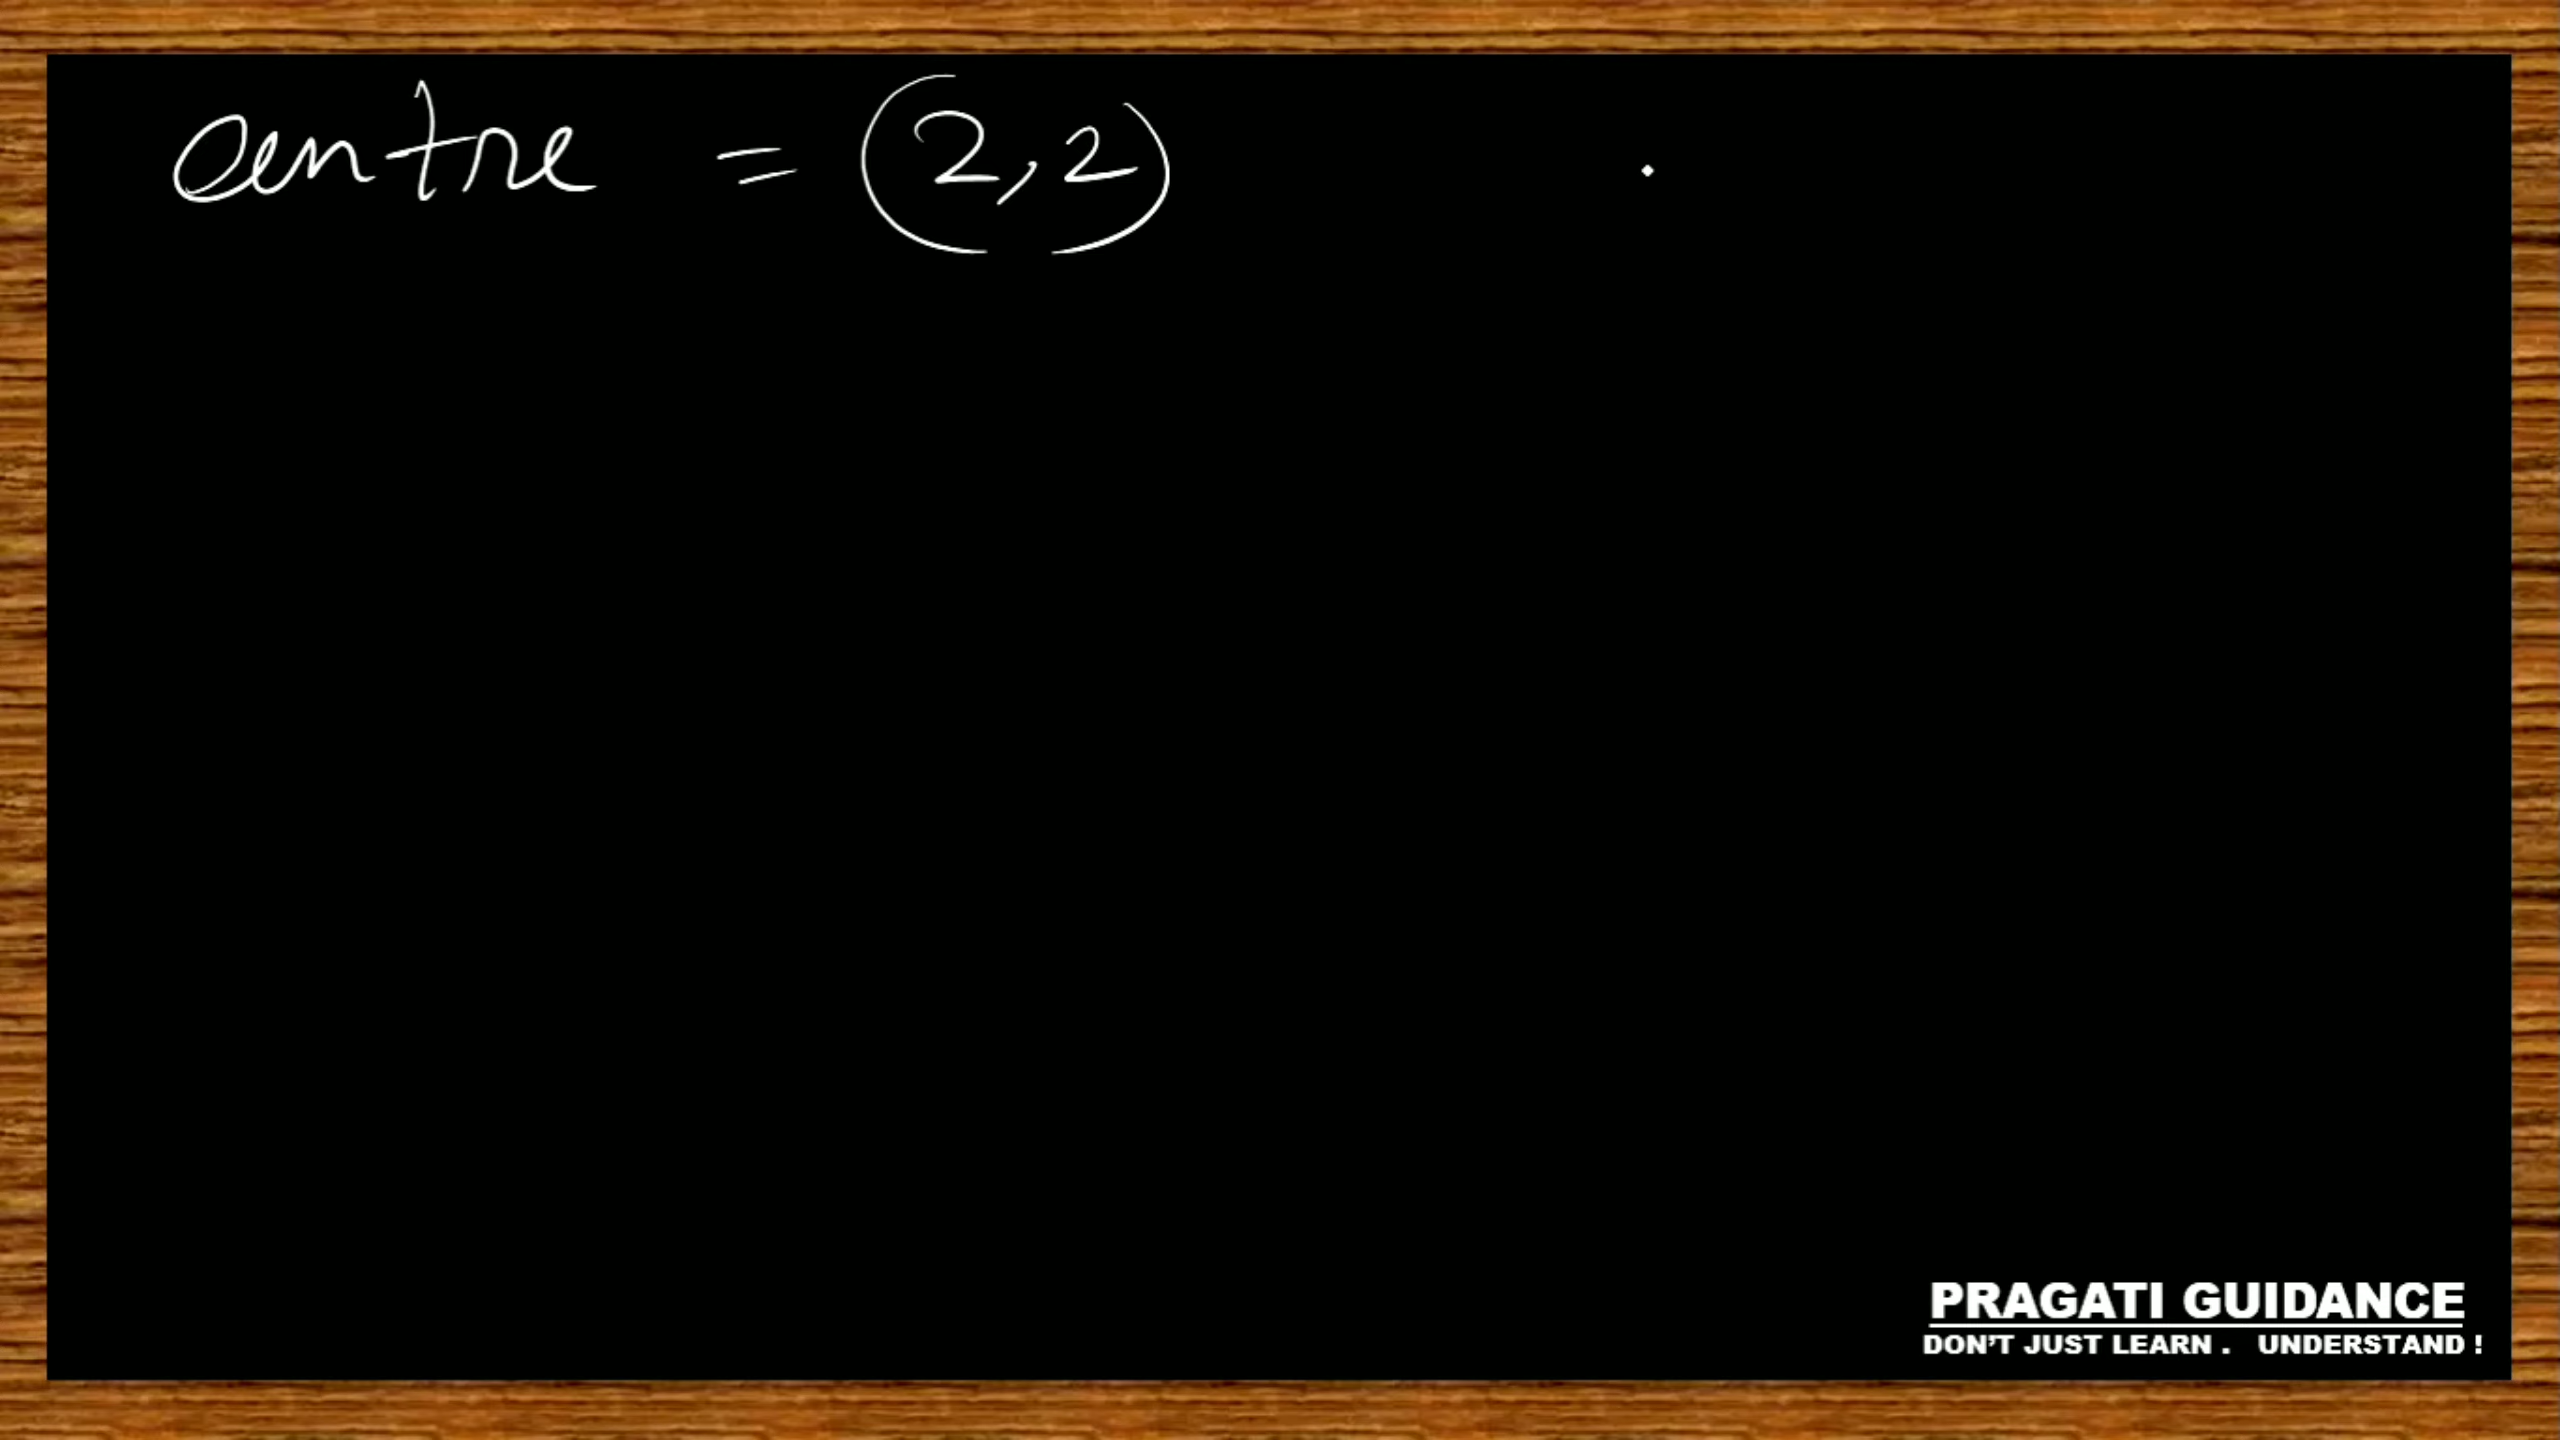 centre = (2,2)
PRAGATI GUIDANCE
DON'T JUST LEARN . UNDERSTAND !